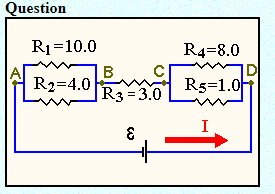 Question
R1=10.0 R4=8.0
A B C D
R2=4.0 R3=3.0 R5=1.0
ε I